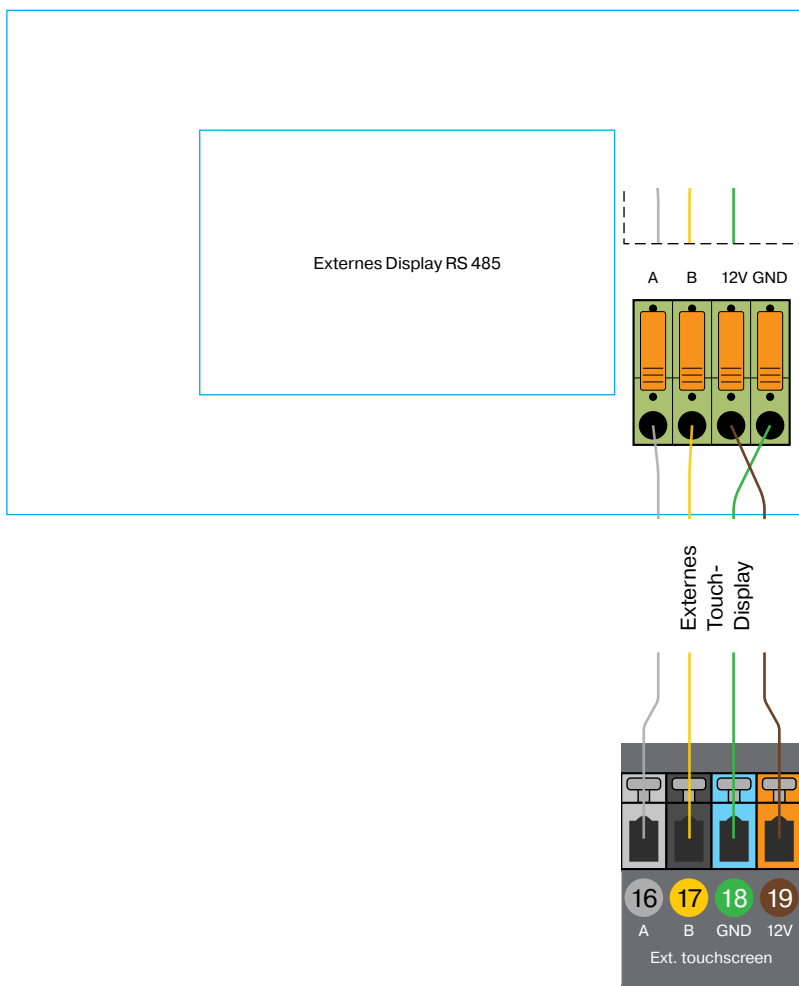 Externes Display RS 485
A B 12V GND
Externes
Touch-
Display
16 17 18 19
A B GND 12V
Ext. touchscreen